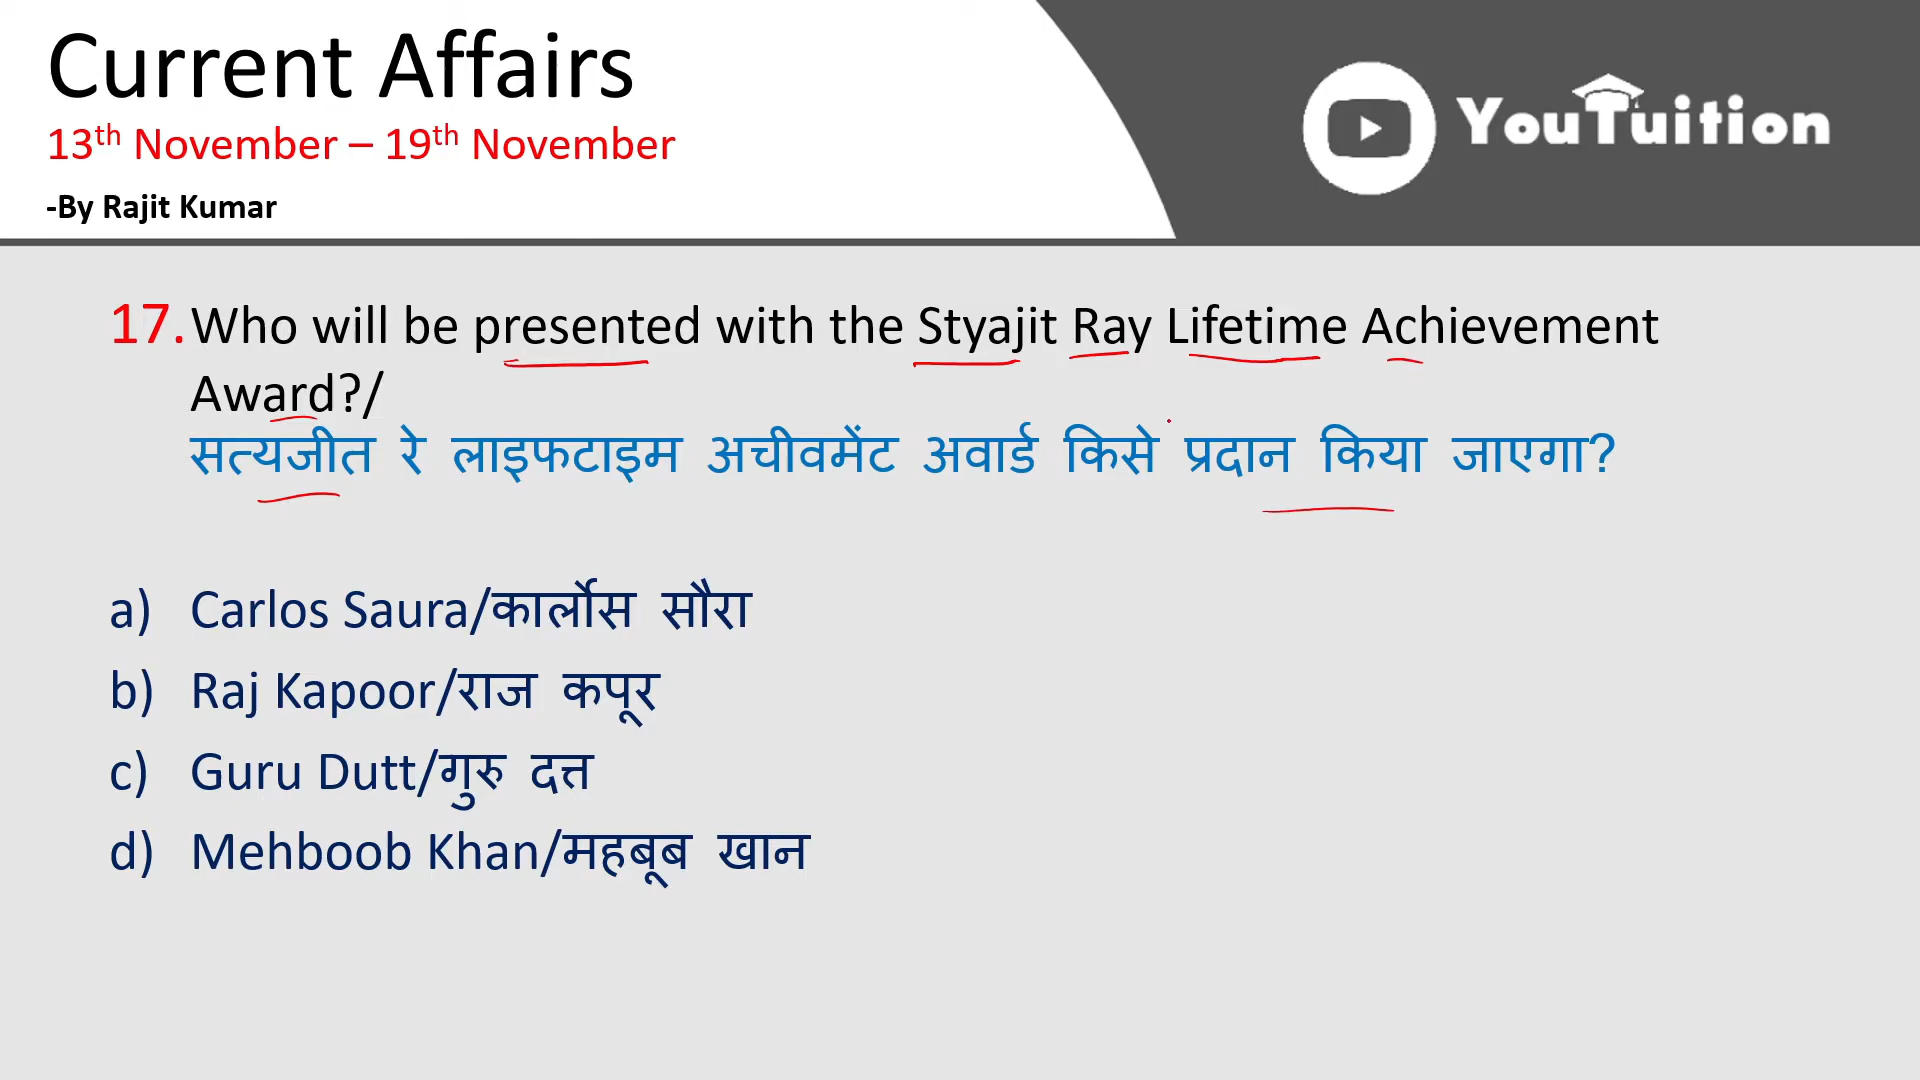 Current Affairs
13th November – 19th November
-By Rajit Kumar
YouTuition
17. Who will be presented with the Styajit Ray Lifetime Achievement
Award?/
सत्यजीत रे लाइफटाइम अचीवमेंट अवार्ड किसे प्रदान किया जाएगा?
a) Carlos Saura/कार्लौस सौरा
b) Raj Kapoor/राज कपूर
c) Guru Dutt/गुरु दत्त
d) Mehboob Khan/महबूब खान